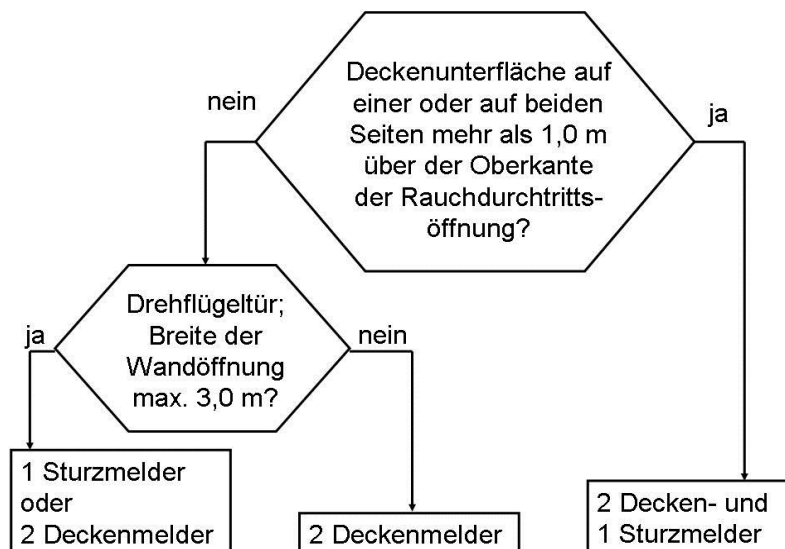 Deckenunterfläche auf
einer oder auf beiden
Seiten mehr als 1,0 m
über der Oberkante
der Rauchdurchtritts-
öffnung?
nein
ja
Drehflügeltür;
Breite der
Wandöffnung
max. 3,0 m?
ja
nein
1 Sturzmelder
oder
2 Deckenmelder
2 Deckenmelder
2 Decken- und
1 Sturzmelder